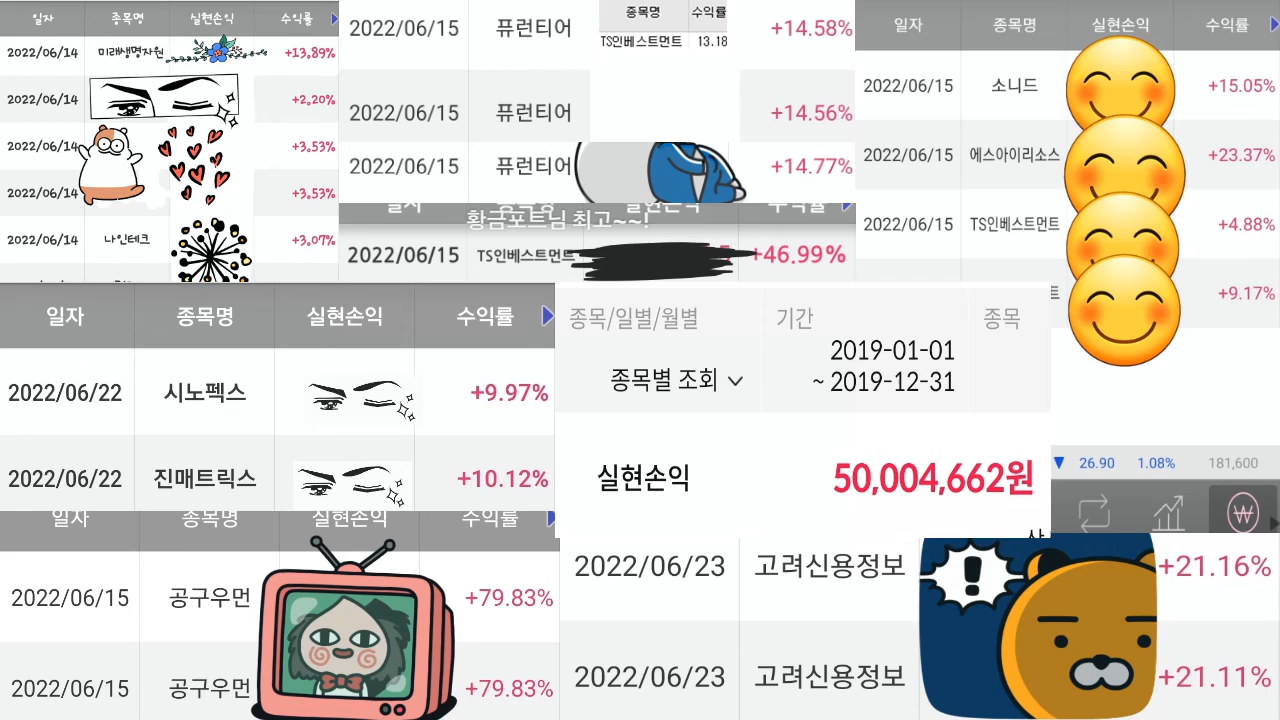 일자 종목명 실현손익 수익률
2022/06/14 미래생명자원 +13.89%
2022/06/14 +2.20%
2022/06/14 +3.53%
2022/06/14 +3.53%
2022/06/14 나인테크 +3.07%
종목명 수익률
TS인베스트먼트 13.18
2022/06/15 퓨런티어 +14.58%
2022/06/15 퓨런티어 +14.56%
2022/06/15 퓨런티어 +14.77%
일자 종목명 실현손익 수익률
황금포트님 최고~~!
2022/06/15 TS인베스트먼트 +46.99%
일자 종목명 실현손익 수익률
2022/06/15 소니드 +15.05%
2022/06/15 에스아이리소스 +23.37%
2022/06/15 TS인베스트먼트 +4.88%
트 +9.17%
▼ 26.90 1.08% 181,600
일자 종목명 실현손익 수익률
2022/06/22 시노펙스 +9.97%
2022/06/22 진매트릭스 +10.12%
종목/일별/월별 기간 종목
종목별 조회 2019-01-01
~ 2019-12-31
실현손익 50,004,662원
일자 종목명 실현손익 수익률
2022/06/15 공구우먼 +79.83%
2022/06/15 공구우먼 +79.83%
2022/06/23 고려신용정보 +21.16%
2022/06/23 고려신용정보 +21.11%